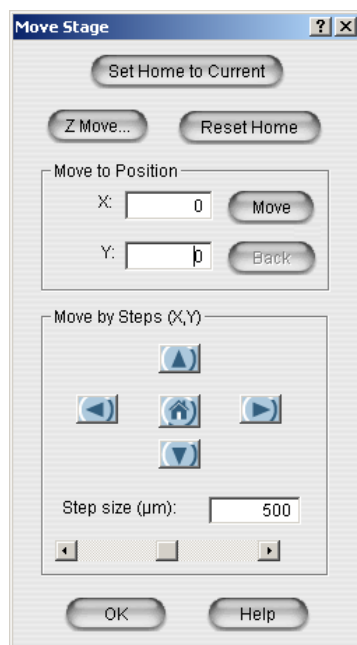 Move Stage
Set Home to Current
Z Move... Reset Home
Move to Position
X: 0 Move
Y: 0 Back
Move by Steps (X,Y)
Step size (µm): 500
OK Help